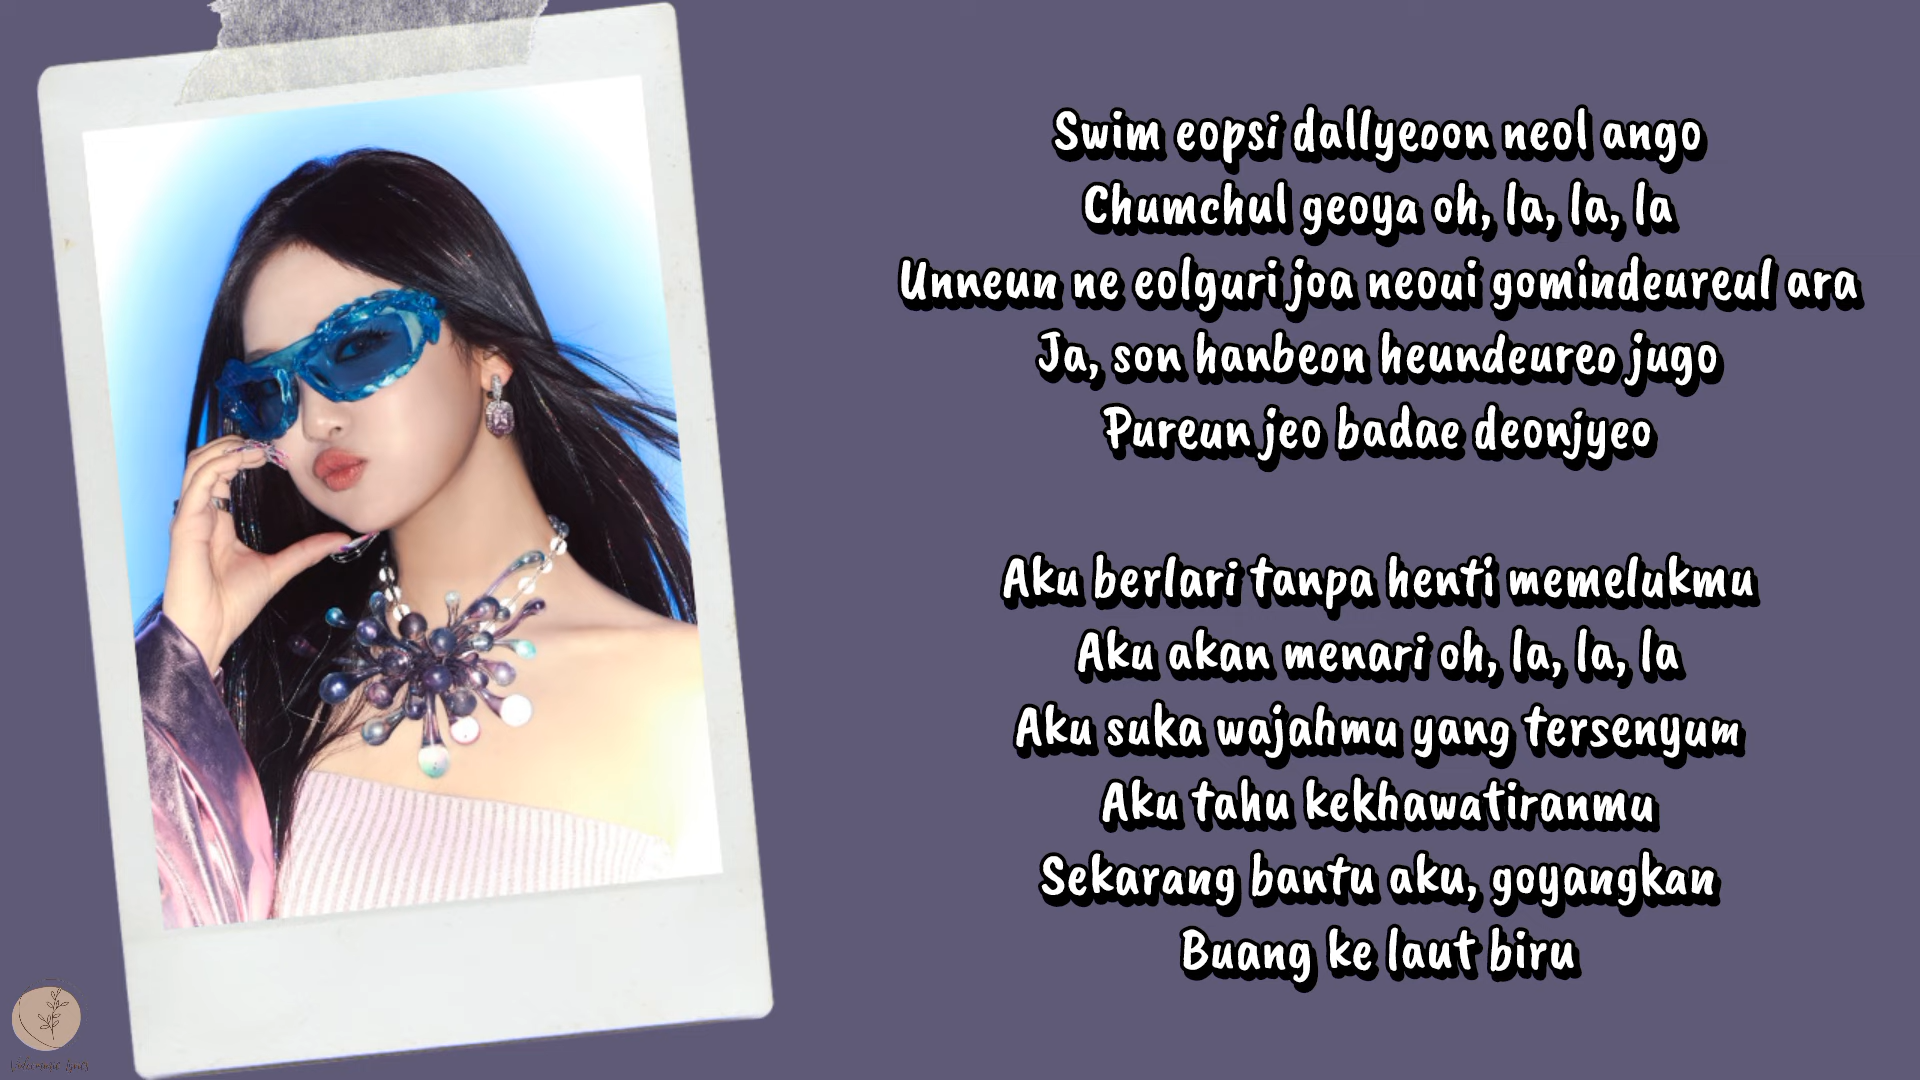 Swim eopsi dallyeoon neol ango
Chumchul geoya oh, la, la, la
Unneun ne eolguri joa neoui gomindeureul ara
Ja, son hanbeon heundeureo jugo
Pureun jeo badae deonjyeo
Aku berlari tanpa henti memelukmu
Aku akan menari oh, la, la, la
Aku suka wajahmu yang tersenyum
Aku tahu kekhawatiranmu
Sekarang bantu aku, goyangkan
Buang ke laut biru